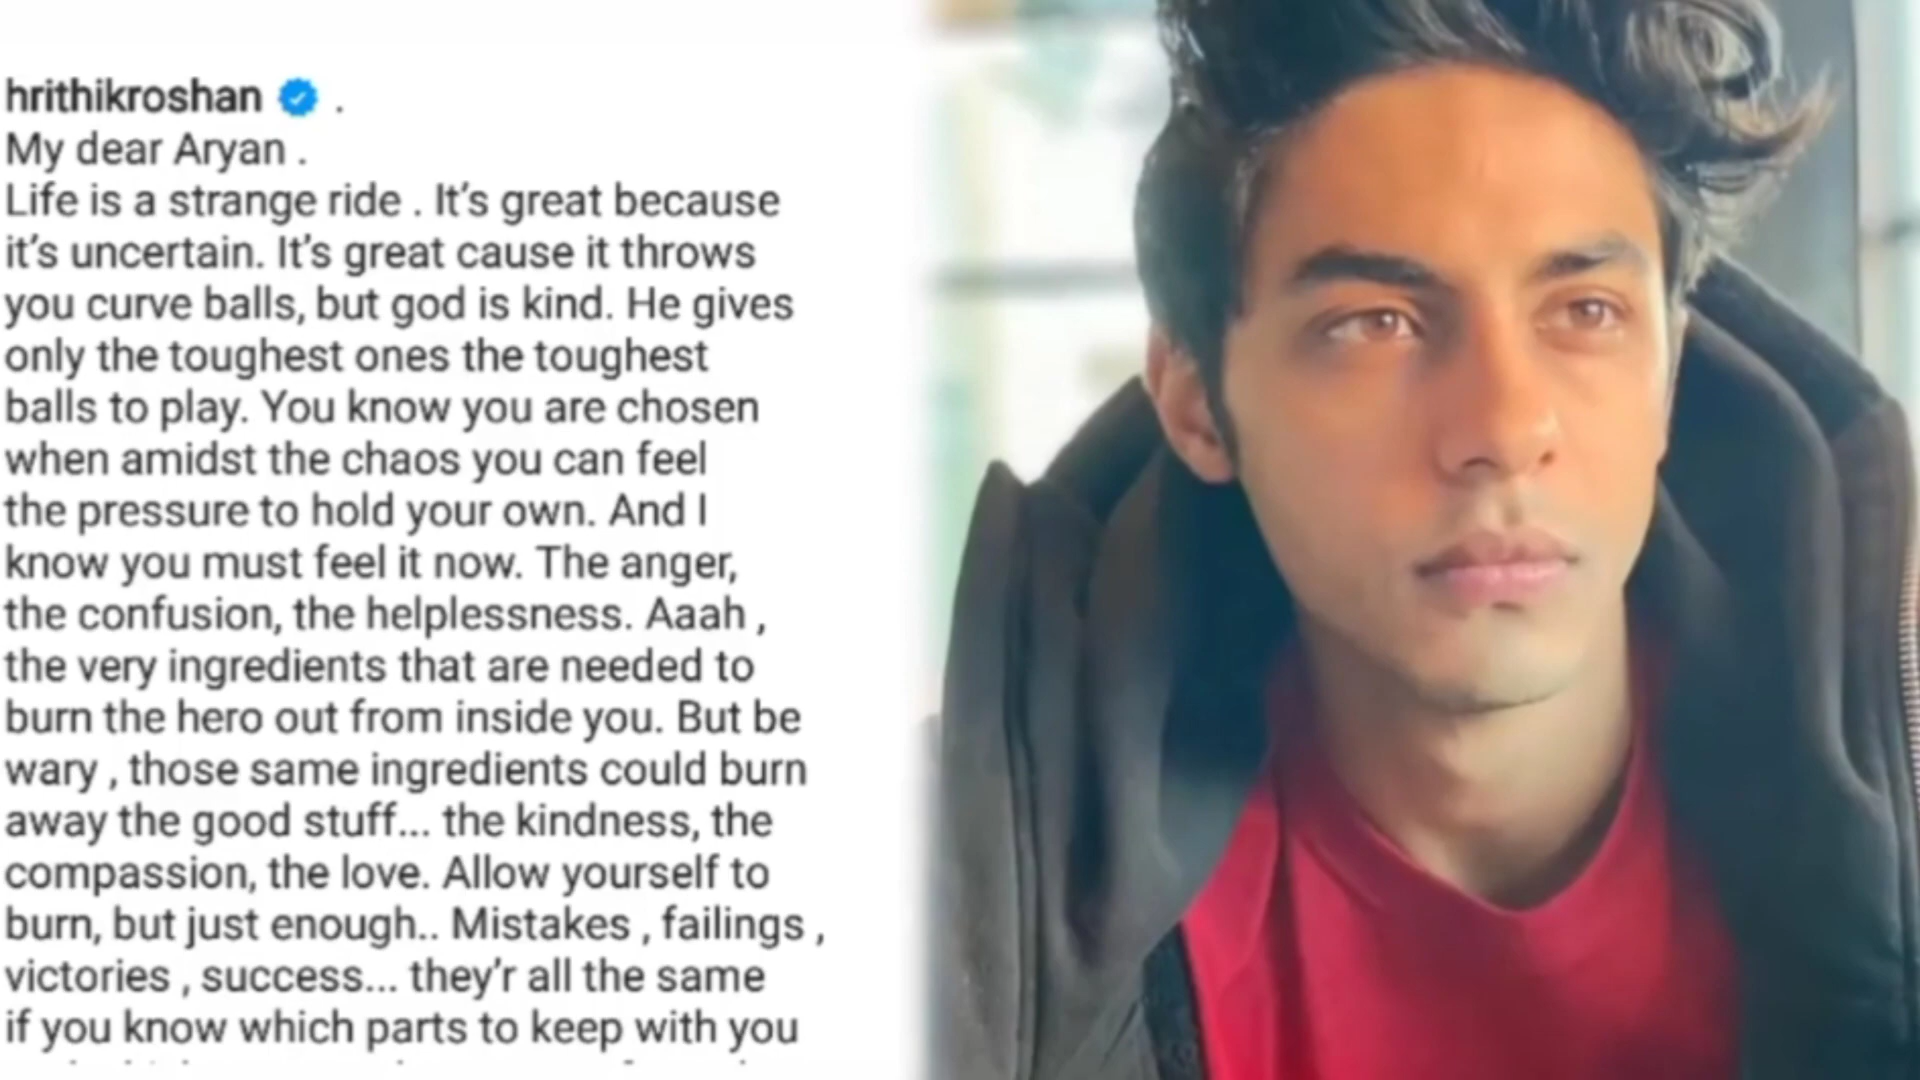 hrithikroshan .
My dear Aryan .
Life is a strange ride . It’s great because
it’s uncertain. It’s great cause it throws
you curve balls, but god is kind. He gives
only the toughest ones the toughest
balls to play. You know you are chosen
when amidst the chaos you can feel
the pressure to hold your own. And I
know you must feel it now. The anger,
the confusion, the helplessness. Aaah ,
the very ingredients that are needed to
burn the hero out from inside you. But be
wary , those same ingredients could burn
away the good stuff... the kindness, the
compassion, the love. Allow yourself to
burn, but just enough.. Mistakes , failings ,
victories , success... they’r all the same
if you know which parts to keep with you